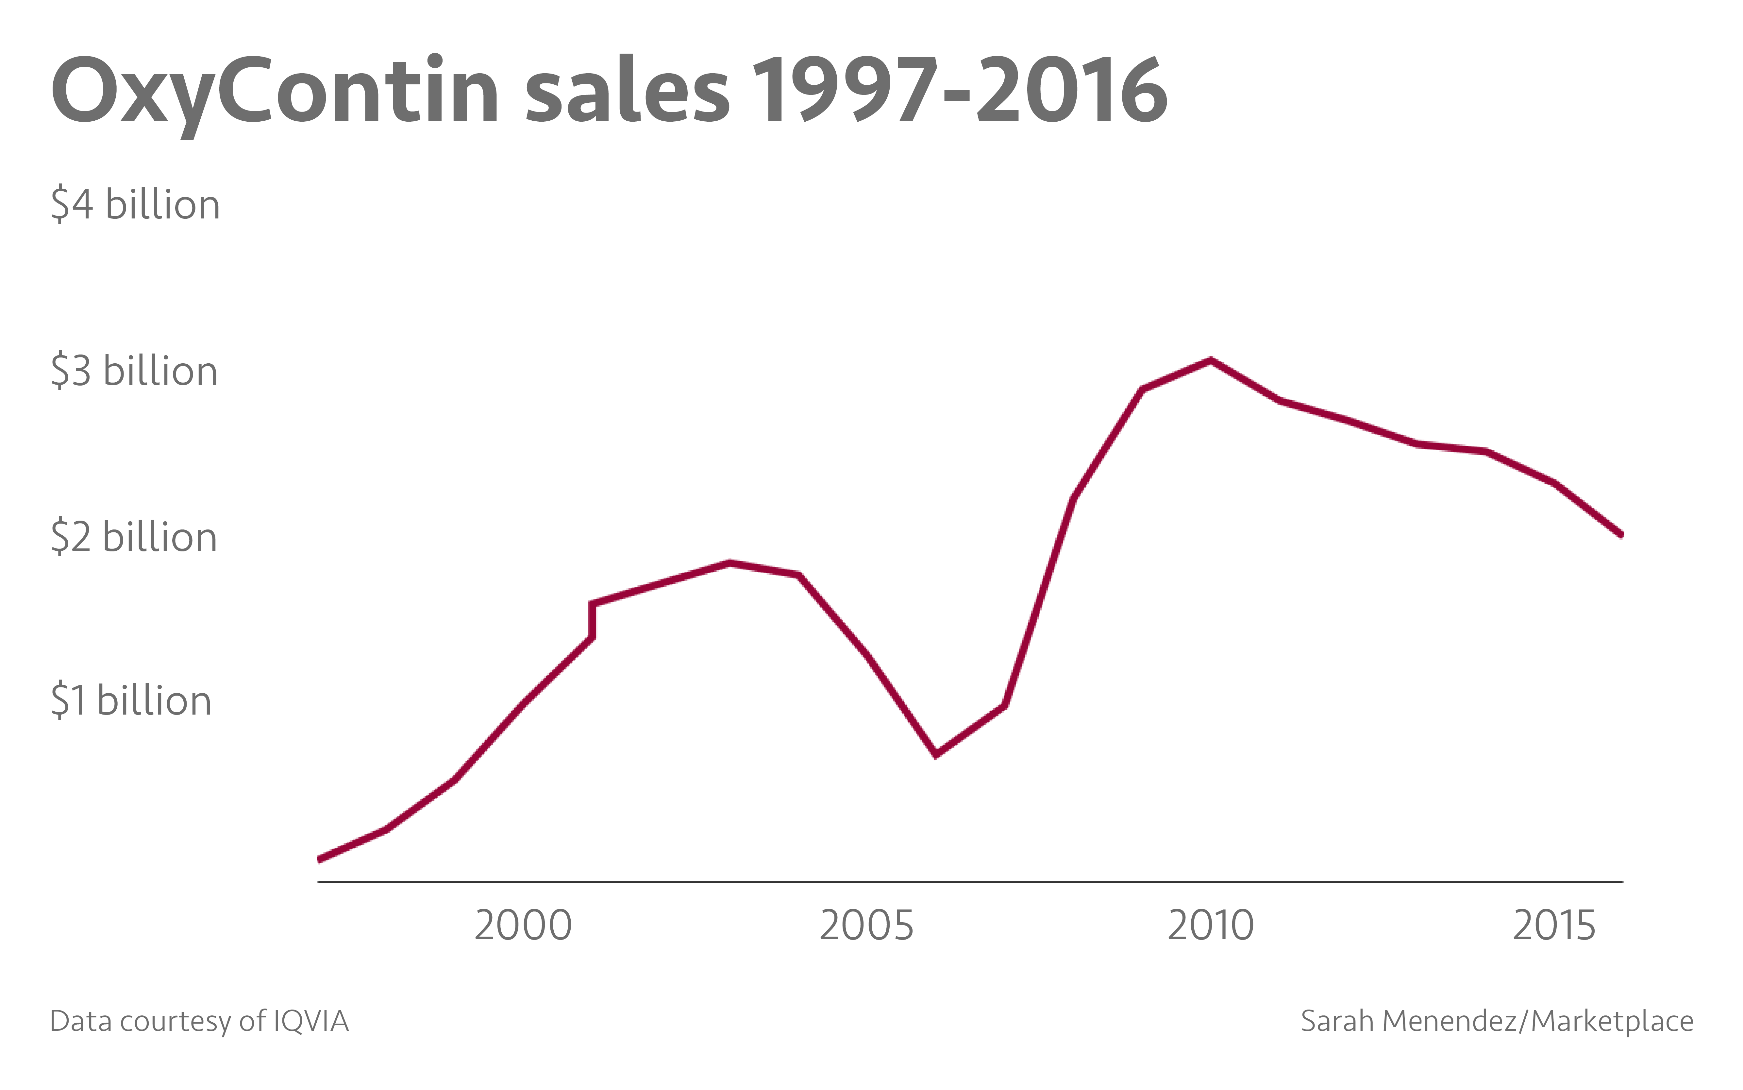 OxyContin sales 1997-2016
$4 billion
$3 billion
$2 billion
$1 billion
2000 2005 2010 2015
Data courtesy of IQVIA
Sarah Menendez/Marketplace